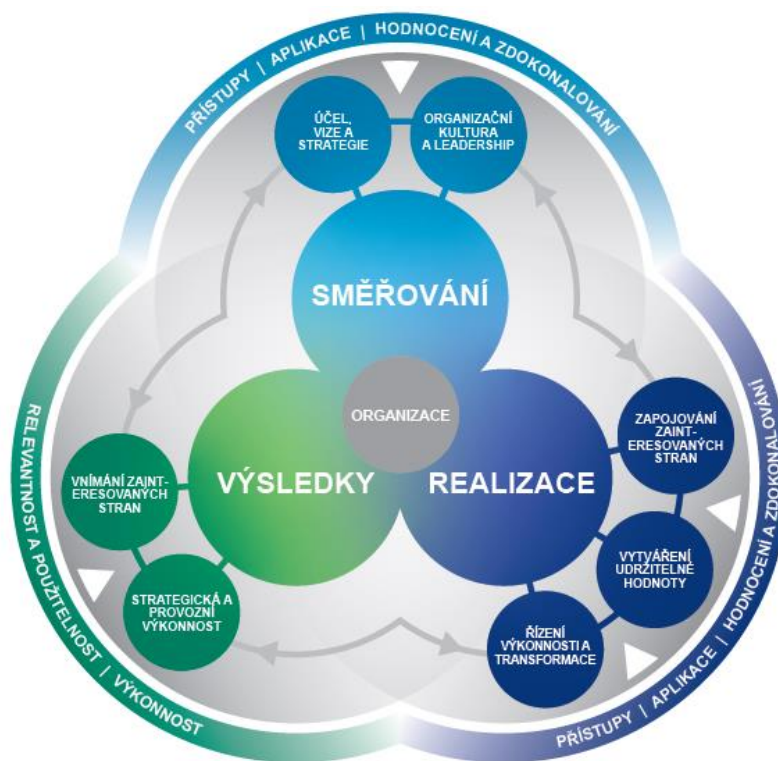 PŘÍSTUPY | APLIKACE | HODNOCENÍ A ZDOKONALOVÁNÍ
ÚČEL,
VIZE A
STRATEGIE
ORGANIZAČNÍ
KULTURA
A LEADERSHIP
SMĚŘOVÁNÍ
ORGANIZACE
VÝSLEDKY
REALIZACE
ZAPOJOVÁNÍ
ZAINT-
ERESOVANÝCH
STRAN
VYTVÁŘENÍ
UDRŽITELNÉ
HODNOTY
ŘÍZENÍ
VÝKONNOSTI A
TRANSFORMACE
PŘÍSTUPY | APLIKACE | HODNOCENÍ A ZDOKONALOVÁNÍ
VNÍMÁNÍ ZAINT-
ERESOVANÝCH
STRAN
STRATEGICKÁ A
PROVOZNÍ
VÝKONNOST
RELEVANTNOST A POUŽITELNOST | VÝKONNOST